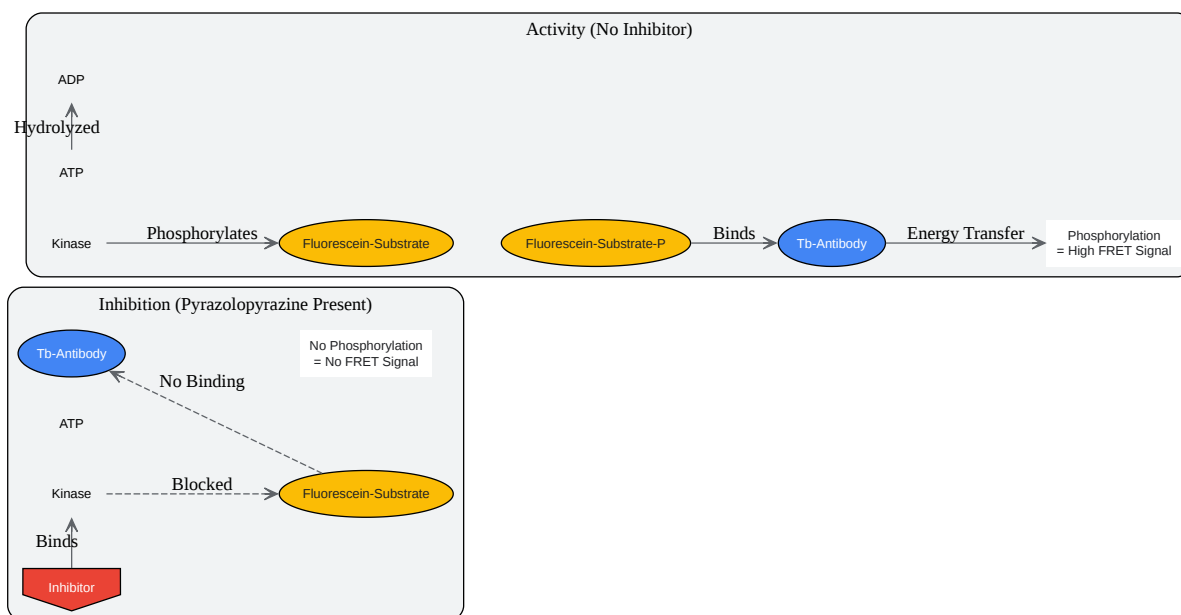 Activity (No Inhibitor)
ADP
Hydrolyzed
ATP
Kinase
Phosphorylates
Fluorescein-Substrate
Fluorescein-Substrate-P
Binds
Tb-Antibody
Energy Transfer
Phosphorylation
= High FRET Signal
Inhibition (Pyrazolopyrazine Present)
Tb-Antibody
No Phosphorylation
= No FRET Signal
No Binding
ATP
Kinase
Blocked
Fluorescein-Substrate
Binds
Inhibitor